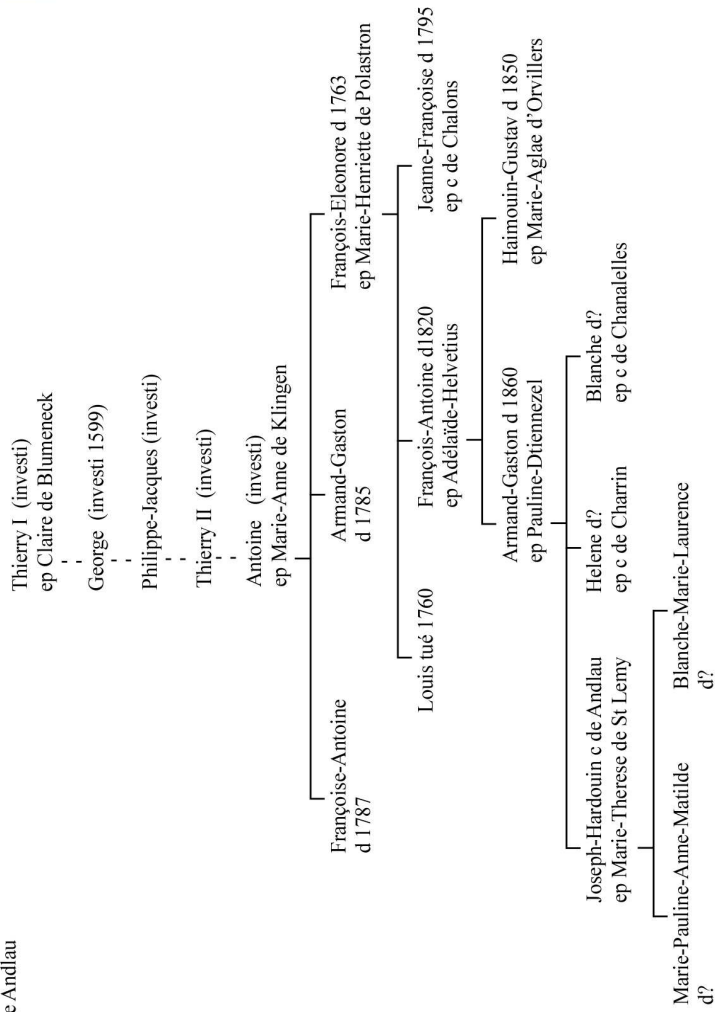 e Andlau
Thierry I (investi)
ep Claire de Blumeneck
George (investi 1599)
Philippe-Jacques (investi)
Thierry II (investi)
Antoine (investi)
ep Marie-Anne de Klingen
Françoise-Antoine
d 1787
Armand-Gaston
d 1785
François-Eleonore d 1763
ep Marie-Henriette de Polastron
Louis tué 1760
François-Antoine d1820
ep Adélaïde-Helvetius
Jeanne-Françoise d 1795
ep c de Chalons
Armand-Gaston d 1860
ep Pauline-Dtiennezel
Haimouin-Gustav d 1850
ep Marie-Aglae d'Orvillers
Joseph-Hardouin c de Andlau
ep Marie-Therese de St Lemy
Helene d?
ep c de Charrin
Blanche d?
ep c de Chanalelles
Marie-Pauline-Anne-Matilde
d?
Blanche-Marie-Laurence
d?